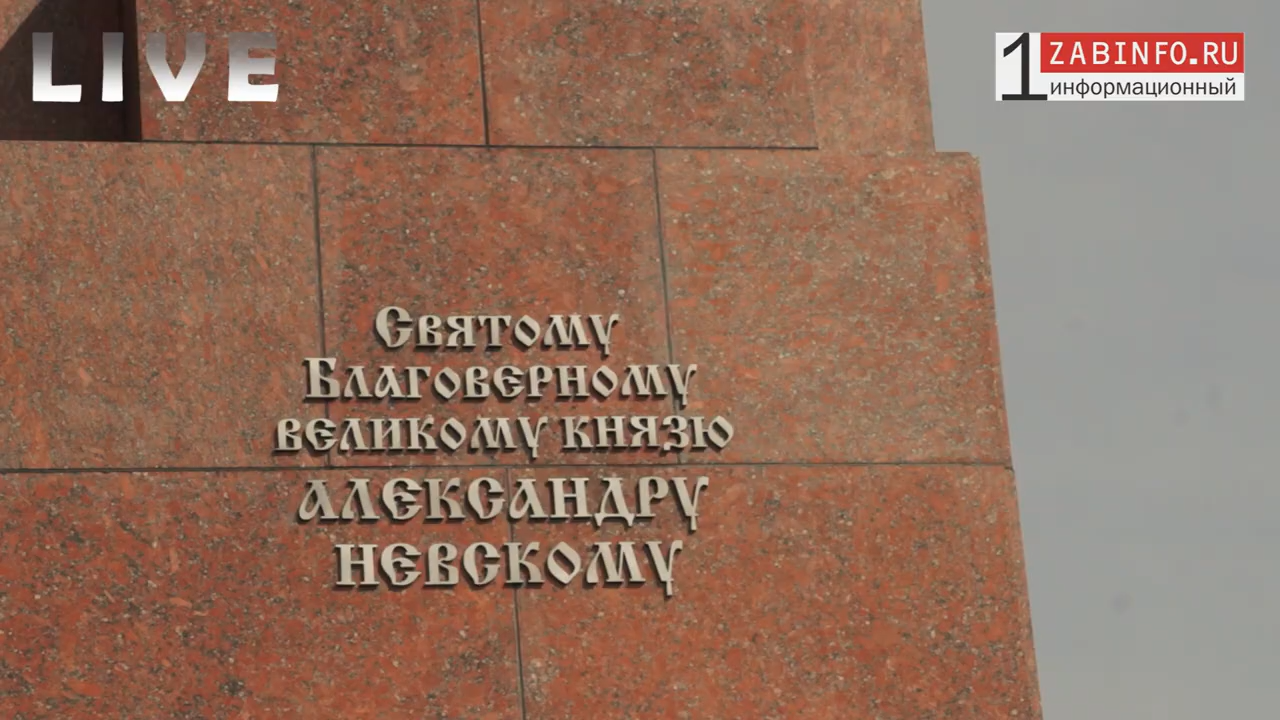 LIVE
1 ZABINFO.RU
информационный
Святому
Благоверному
великому князю
АЛЕКСАНДРУ
НЕВСКОМУ